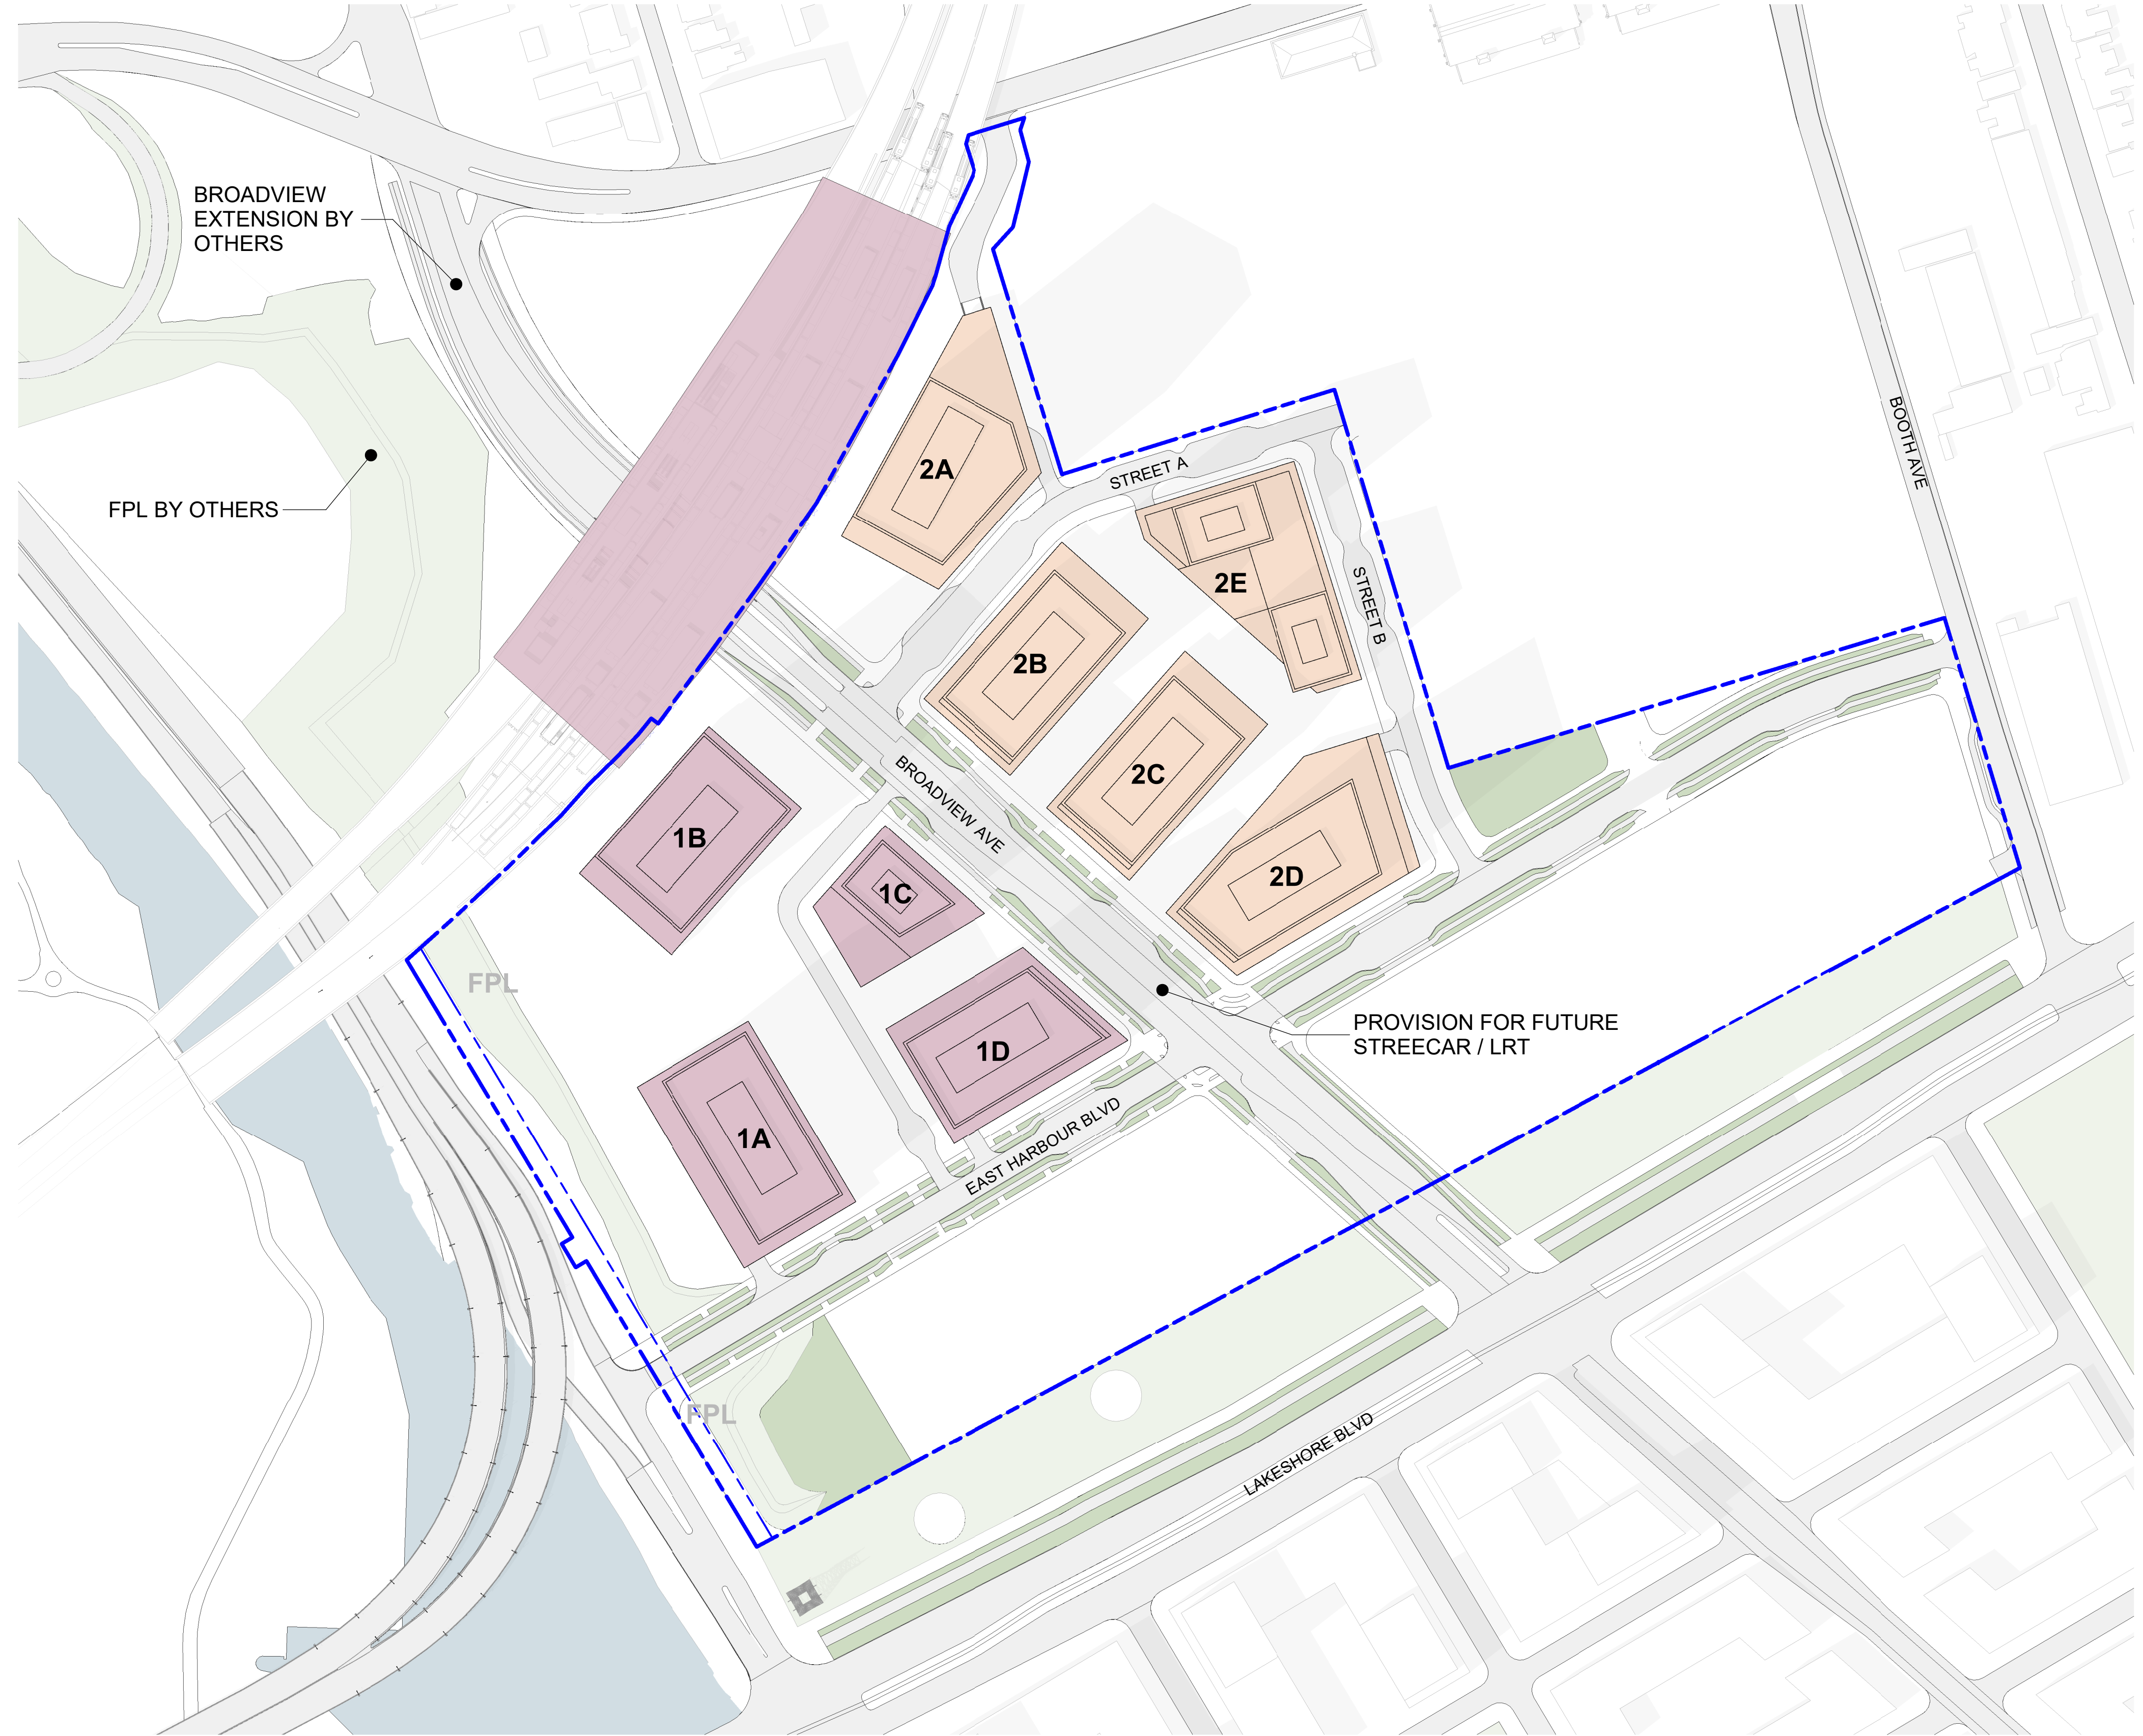 BROADVIEW
EXTENSION BY
OTHERS
FPL BY OTHERS
BOOTH AVE
STREET A
2A
2E
STREET B
2B
2C
BROADVIEW AVE
1B
2D
1C
FPL
PROVISION FOR FUTURE
STREECAR / LRT
1D
1A
EAST HARBOUR BLVD
FPL
LAKESHORE BLVD